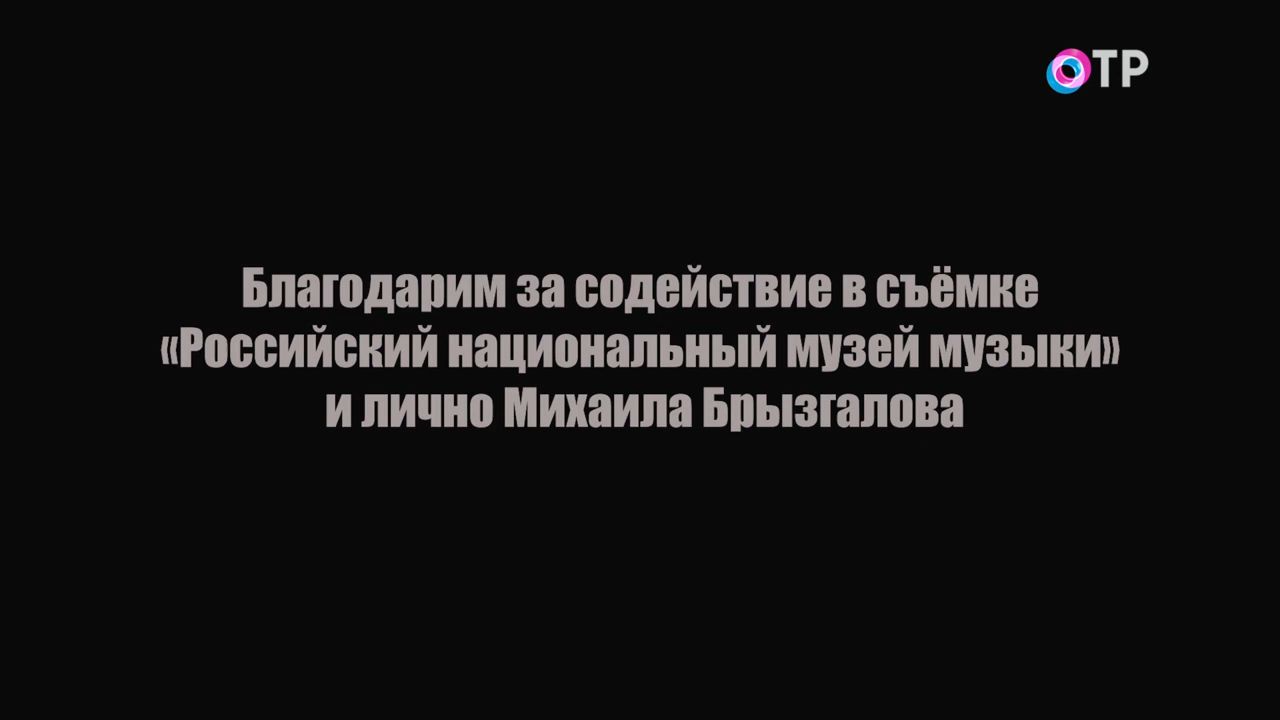 ОТР
Благодарим за содействие в съёмке
«Российский национальный музей музыки»
и лично Михаила Брызгалова